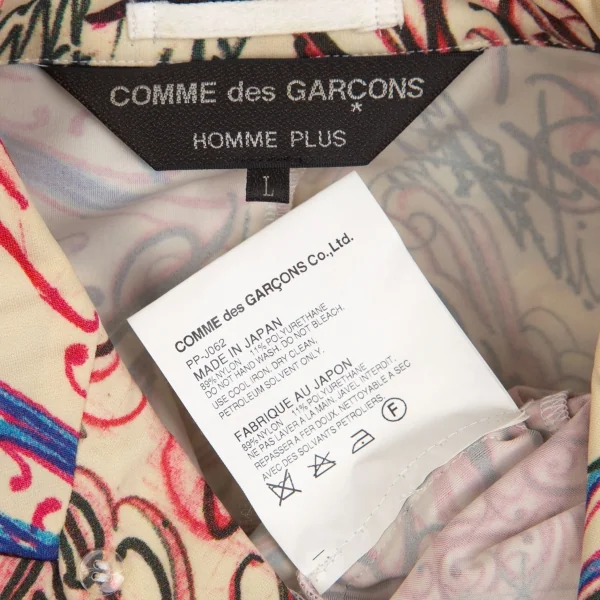 COMME des GARÇONS
*
HOMME PLUS
L
COMME des GARÇONS Co., Ltd.
PP-J062
MADE IN JAPAN
89% NYLON 11% POLYURETHANE
DO NOT HAND WASH. DO NOT BLEACH.
USE COOL IRON. DRY CLEAN,
PETROLEUM SOLVENT ONLY.
FABRIQUE AU JAPON
89% NYLON 11% POLYURETHANE
NE PAS LAVER A LA MAIN. JAVEL INTERDIT.
REPASSER A FER DOUX. NETTOYABLE A SEC
AVEC DES SOLVANTS PETROLIERS.
F